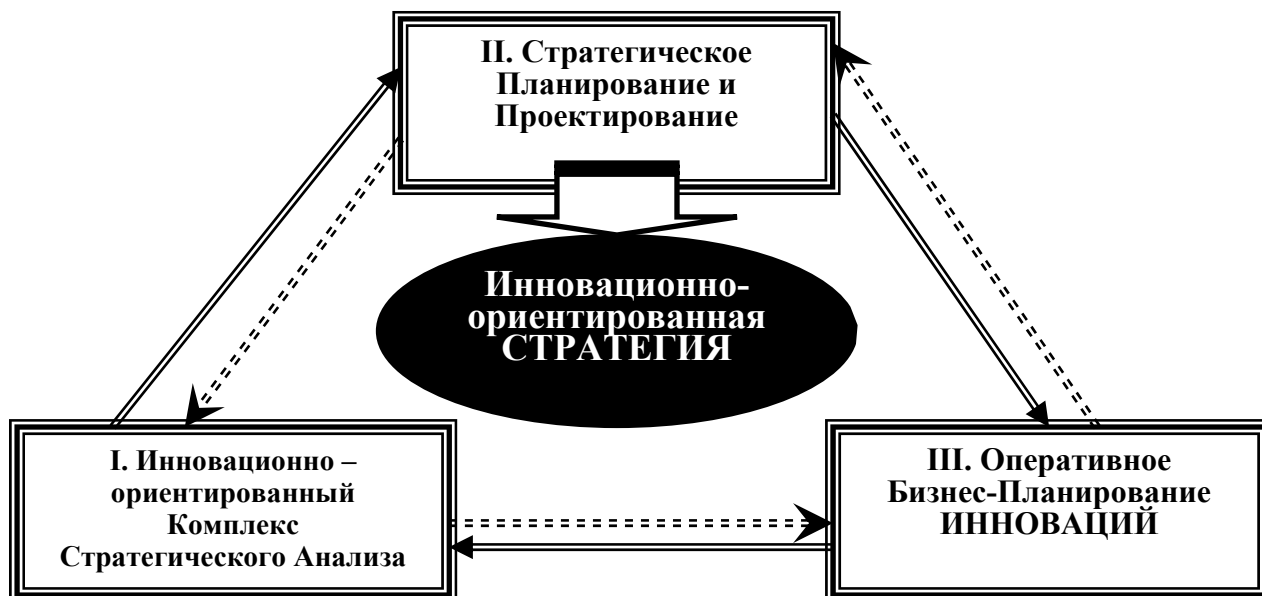 II. Стратегическое
Планирование и
Проектирование
Инновационно-
ориентированная
СТРАТЕГИЯ
I. Инновационно –
ориентированный
Комплекс
Стратегического Анализа
III. Оперативное
Бизнес-Планирование
ИННОВАЦИЙ